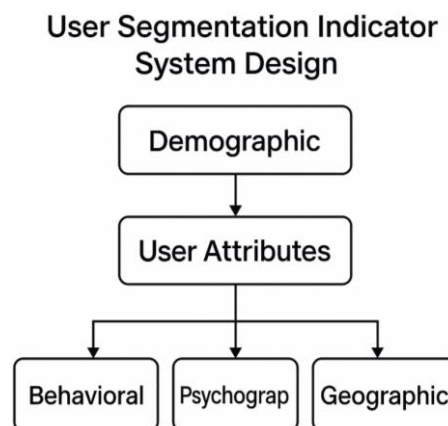 User Segmentation Indicator
System Design
Demographic
User Attributes
Behavioral
Psychograp
Geographic